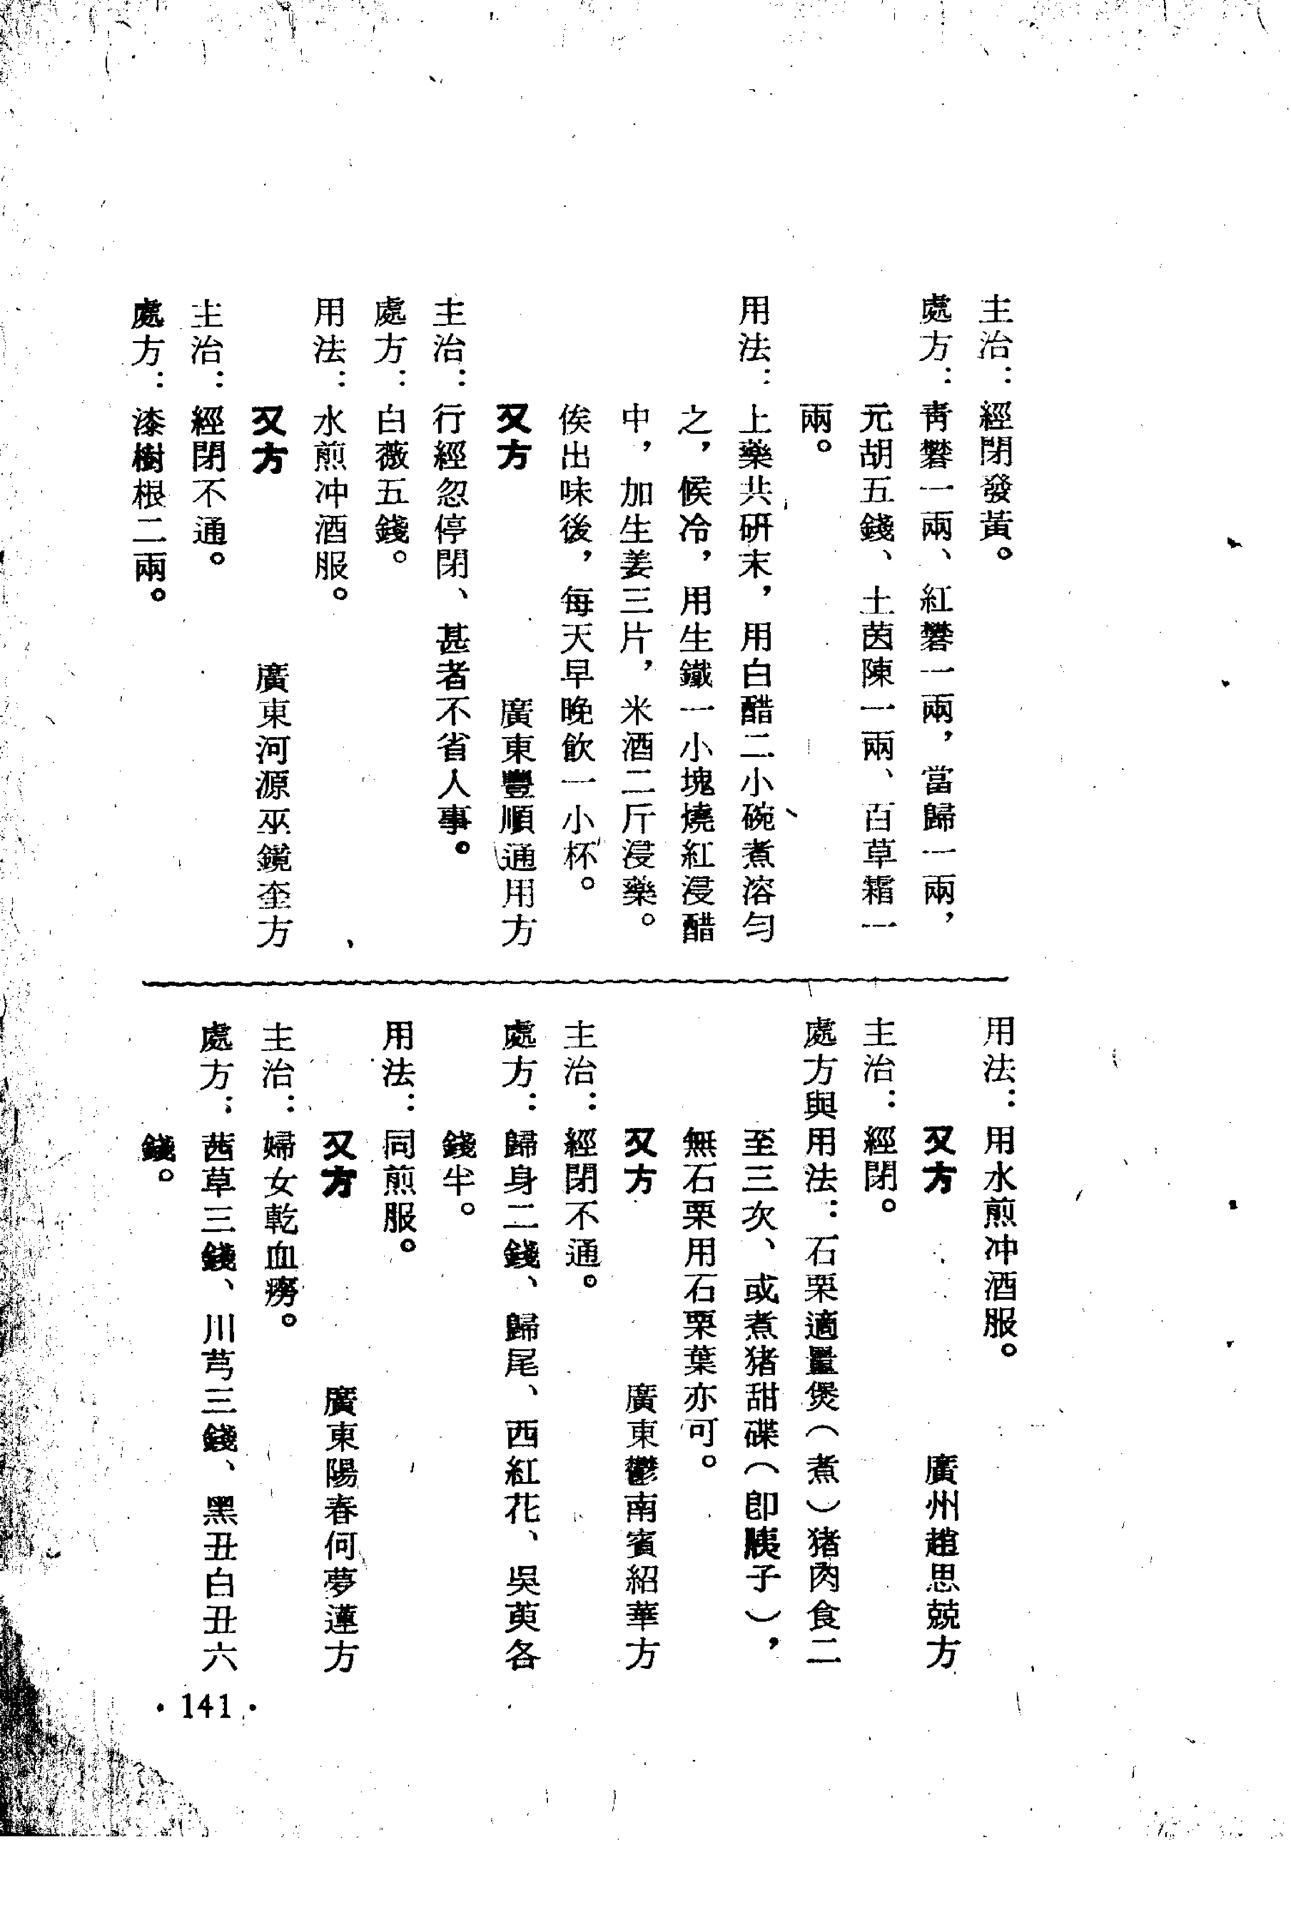 主治：經閉發黃。
處方：青礬一兩、紅礬一兩，當歸一兩，
元胡五錢、土茵陳一兩、百草霜一
兩。
用法：上藥共研末，用白醋二小碗煮溶勻
之，候冷，用生鐵一小塊燒紅浸醋
中，加生姜三片，米酒二斤浸藥。
俟出味後，每天早晚飲一小杯。
又方　廣東豐順通用方
主治：行經忽停閉、甚者不省人事。
處方：白薇五錢。
用法：水煎冲酒服。
又方　廣東河源巫鏡奎方
主治：經閉不通。
處方：漆樹根二兩。
用法：用水煎冲酒服。
又方　廣州趙思兢方
主治：經閉。
處方與用法：石栗適量煲（煮）猪肉食二
至三次、或煮猪甜碟（卽胰子），
無石栗用石栗葉亦可。
又方　廣東鬱南賓紹華方
主治：經閉不通。
處方：歸身二錢、歸尾、西紅花、吳萸各
錢半。
用法：同煎服。
又方　廣東陽春何夢蓮方
主治：婦女乾血癆。
處方：茜草三錢、川芎三錢、黑丑白丑六
錢。
· 141 ·